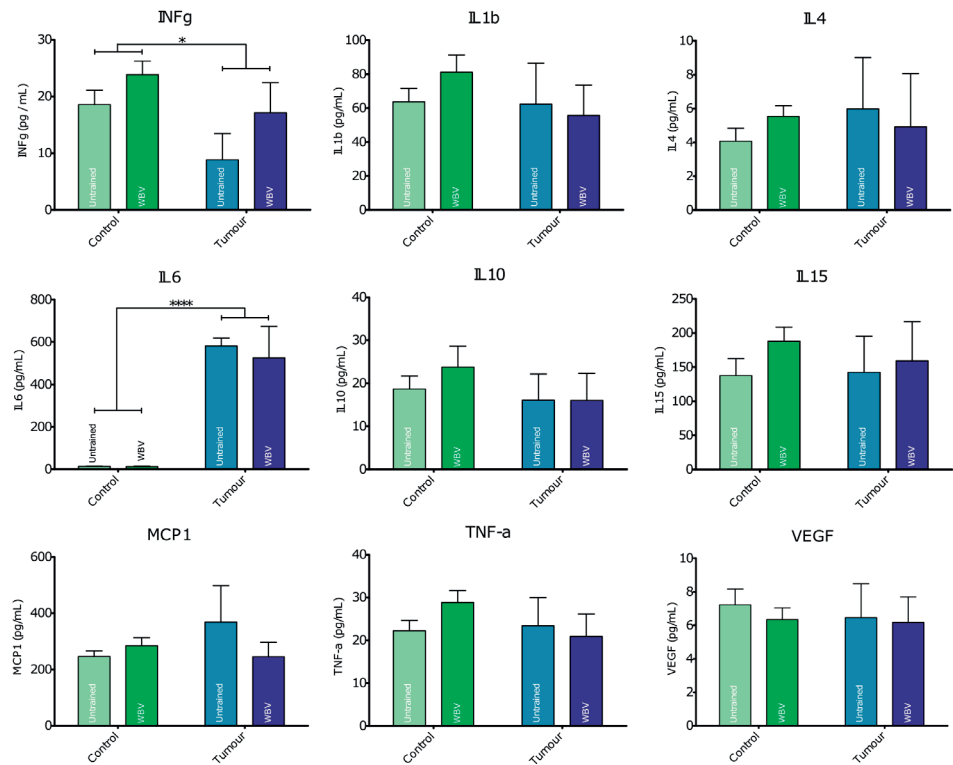 INFg
IL1b
IL4
INFg (pg / mL)
30
20
10
0
*
Untrained
WBV
Untrained
WBV
Control
Tumour
IL1b (pg/mL)
100
80
60
40
20
0
Untrained
WBV
Untrained
WBV
Control
Tumour
IL4 (pg/mL)
10
8
6
4
2
0
Untrained
WBV
Untrained
WBV
Control
Tumour
IL6
IL10
IL15
IL6 (pg/mL)
800
600
400
200
0
****
Untrained
WBV
Untrained
WBV
Control
Tumour
IL10 (pg/mL)
40
30
20
10
0
Untrained
WBV
Untrained
WBV
Control
Tumour
IL15 (pg/mL)
250
200
150
100
50
0
Untrained
WBV
Untrained
WBV
Control
Tumour
MCP1
TNF-a
VEGF
MCP1 (pg/mL)
600
400
200
0
Untrained
WBV
Untrained
WBV
Control
Tumour
TNF-a (pg/mL)
40
30
20
10
0
Untrained
WBV
Untrained
WBV
Control
Tumour
VEGF (pg/mL)
8
6
4
2
0
Untrained
WBV
Untrained
WBV
Control
Tumour